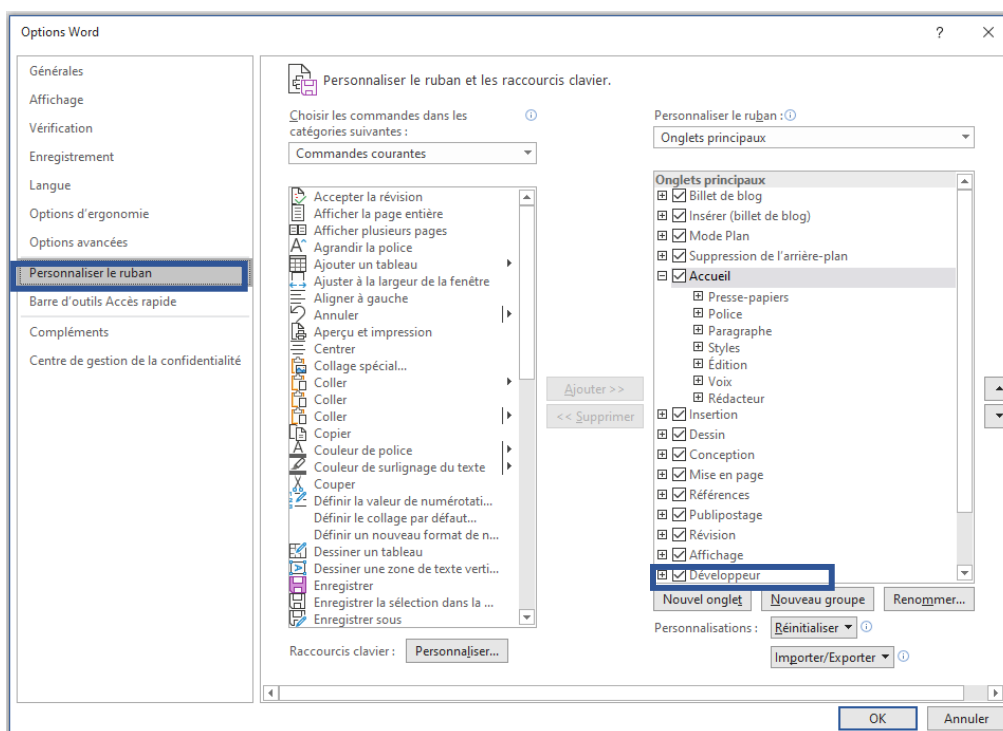 Options Word
?
Générales
Affichage
Vérification
Enregistrement
Langue
Options d'ergonomie
Options avancées
Personnaliser le ruban
Barre d'outils Accès rapide
Compléments
Centre de gestion de la confidentialité
Personnaliser le ruban et les raccourcis clavier.
Choisir les commandes dans les
catégories suivantes :
Commandes courantes
Accepter la révision
Afficher la page entière
Afficher plusieurs pages
Agrandir la police
Ajouter un tableau
Ajuster à la largeur de la fenêtre
Aligner à gauche
Annuler
Aperçu et impression
Centrer
Collage spécial...
Coller
Coller
Coller
Copier
Couleur de police
Couleur de surlignage du texte
Couper
Définir la valeur de numérotati...
Définir le collage par défaut...
Définir un nouveau format de n...
Dessiner un tableau
Dessiner une zone de texte verti...
Enregistrer
Enregistrer la sélection dans la ...
Enregistrer sous
Raccourcis clavier :
Personnaliser...
Ajouter >>
<< Supprimer
Personnaliser le ruban :
Onglets principaux
Onglets principaux
Billet de blog
Insérer (billet de blog)
Mode Plan
Suppression de l'arrière-plan
Accueil
Presse-papiers
Police
Paragraphe
Styles
Édition
Voix
Rédacteur
Insertion
Dessin
Conception
Mise en page
Références
Publipostage
Révision
Affichage
Développeur
Nouvel onglet
Nouveau groupe
Renommer...
Personnalisations :
Réinitialiser
Importer/Exporter
OK
Annuler